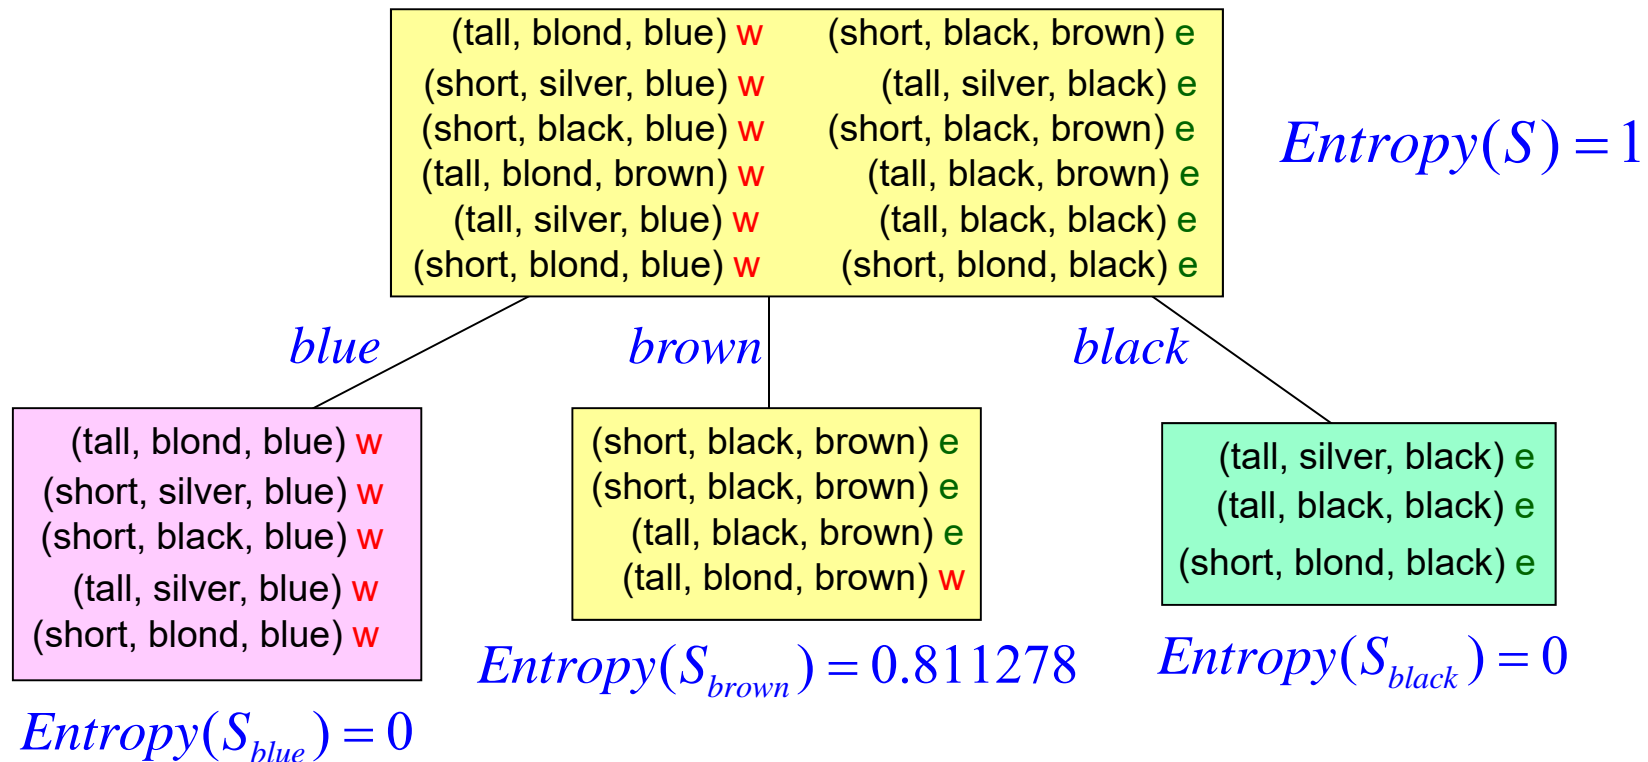 (tall, blond, blue) w (short, black, brown) e
(short, silver, blue) w (tall, silver, black) e
(short, black, blue) w (short, black, brown) e
(tall, blond, brown) w (tall, black, brown) e
(tall, silver, blue) w (tall, black, black) e
(short, blond, blue) w (short, blond, black) e
Entropy(S) = 1
blue
brown
black
(tall, blond, blue) w
(short, silver, blue) w
(short, black, blue) w
(tall, silver, blue) w
(short, blond, blue) w
Entropy(S_blue) = 0
(short, black, brown) e
(short, black, brown) e
(tall, black, brown) e
(tall, blond, brown) w
Entropy(S_brown) = 0.811278
(tall, silver, black) e
(tall, black, black) e
(short, blond, black) e
Entropy(S_black) = 0